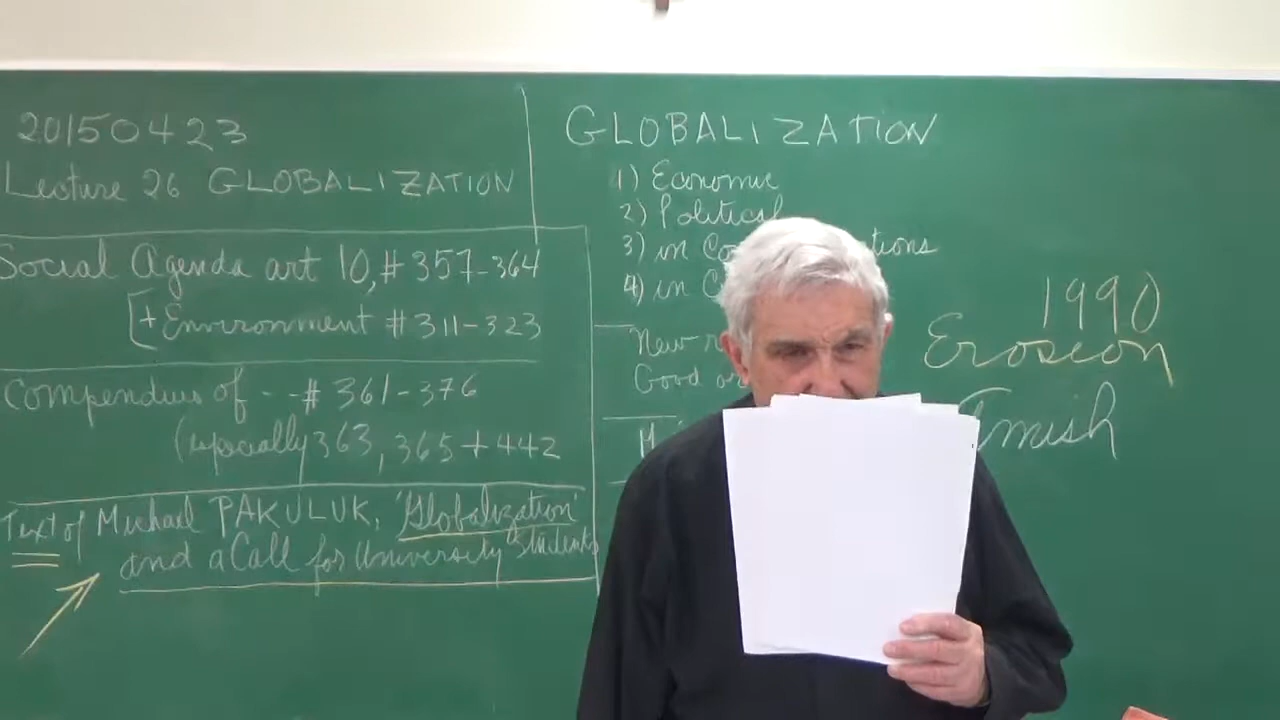 20150423
Lecture 26 GLOBALIZATION
Social Agenda art 10, # 357-364
[+ Environment # 311-323
Compendium of -- # 361-376
(especially 363, 365 + 442
Text of Michael PAKULUK, 'Globalization'
and a Call for University Students
GLOBALIZATION
1) Economic
2) Political
3) in
4) in
New
Good
1990
Erosion
Amish